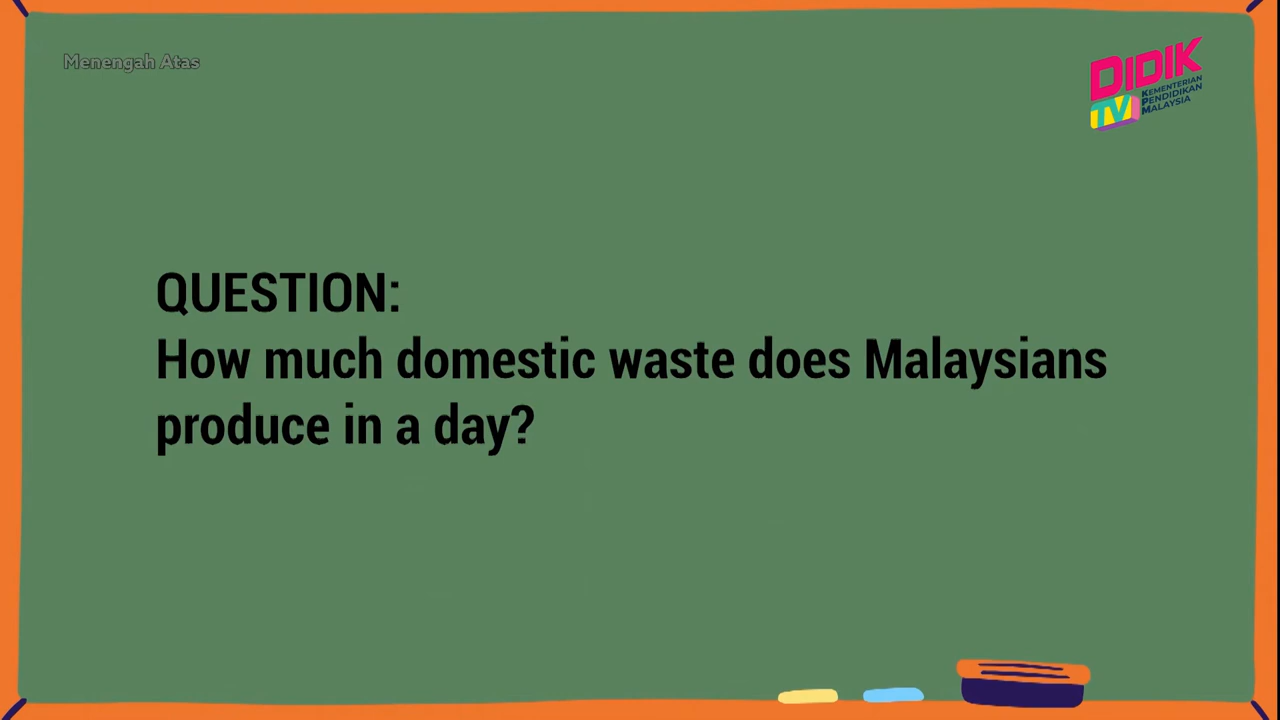 Menengah Atas
DIDIK
TV
KEMENTERIAN
PENDIDIKAN
MALAYSIA
QUESTION:
How much domestic waste does Malaysians
produce in a day?